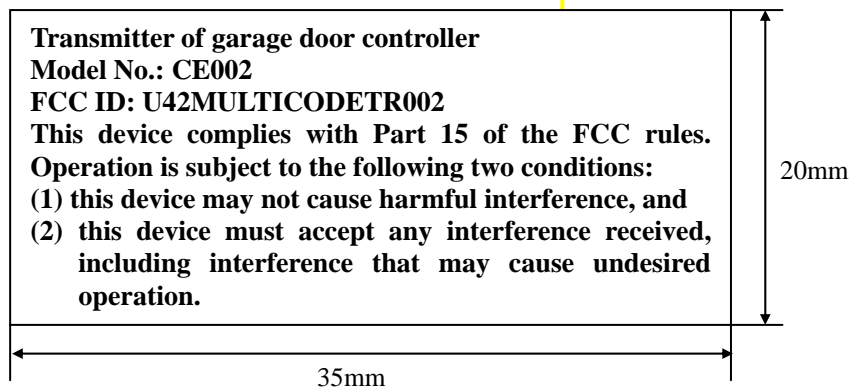 Transmitter of garage door controller
Model No.: CE002
FCC ID: U42MULTICODETR002
This device complies with Part 15 of the FCC rules.
Operation is subject to the following two conditions:
(1) this device may not cause harmful interference, and
(2) this device must accept any interference received,
including interference that may cause undesired
operation.
20mm
35mm